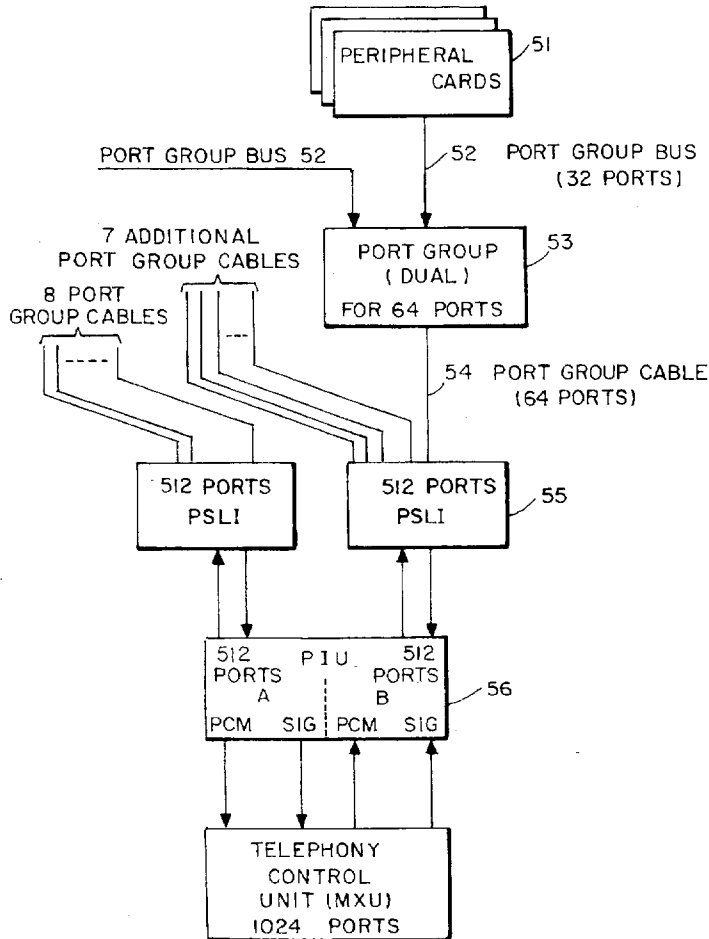 PERIPHERAL
CARDS
51
PORT GROUP BUS 52
52
PORT GROUP BUS
(32 PORTS)
7 ADDITIONAL
PORT GROUP CABLES
8 PORT
GROUP CABLES
PORT GROUP
(DUAL)
FOR 64 PORTS
53
54
PORT GROUP CABLE
(64 PORTS)
512 PORTS
PSLI
512 PORTS
PSLI
55
512
PORTS
A
PIU
512
PORTS
B
PCM
SIG
PCM
SIG
56
TELEPHONY
CONTROL
UNIT (MXU)
1024 PORTS